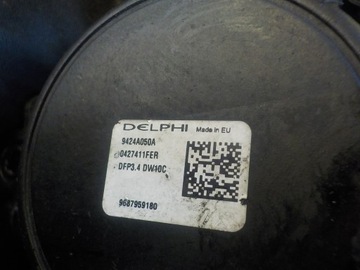 DELPHI Made in EU
9424A050A
0427411FER
DFP3.4 DW10C
9687959180